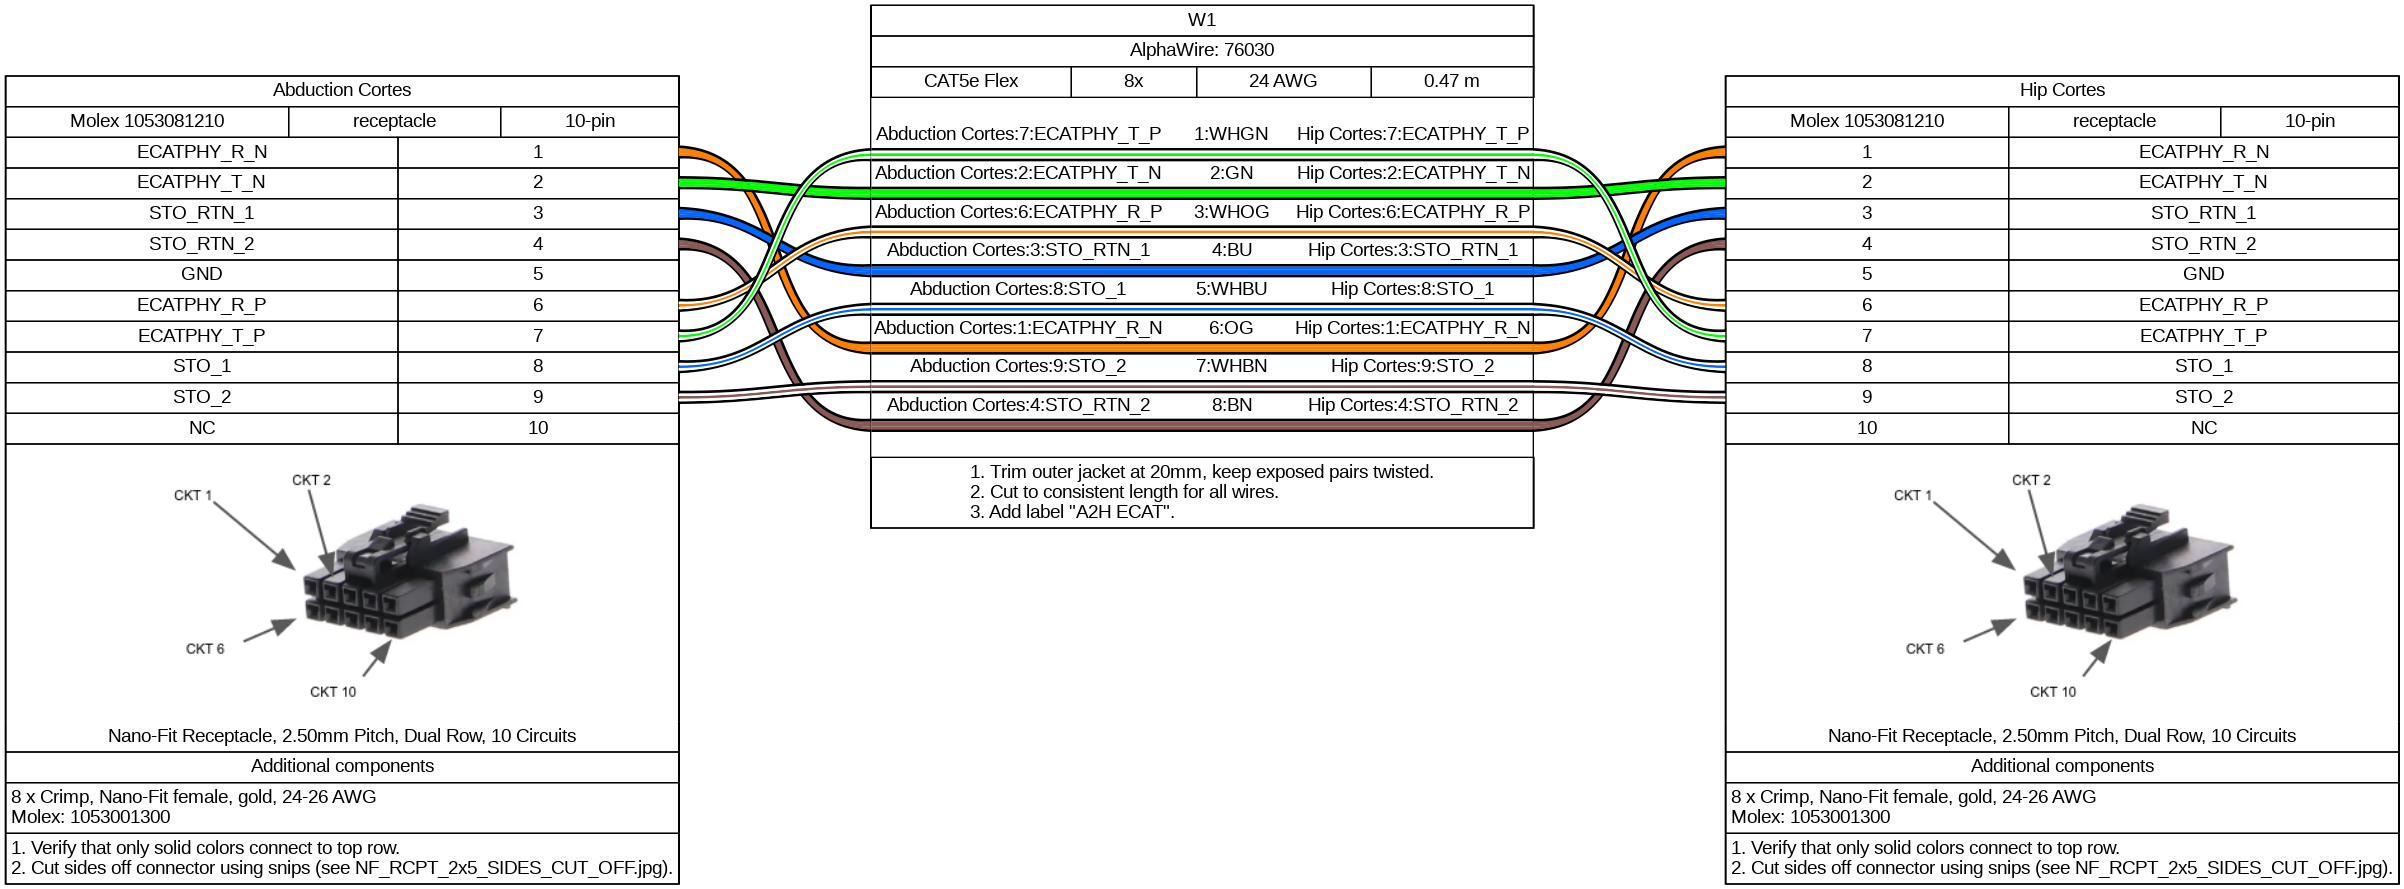 W1
AlphaWire: 76030
CAT5e Flex 8x 24 AWG 0.47 m
Abduction Cortes
Molex 1053081210 receptacle 10-pin
ECATPHY_R_N 1
ECATPHY_T_N 2
STO_RTN_1 3
STO_RTN_2 4
GND 5
ECATPHY_R_P 6
ECATPHY_T_P 7
STO_1 8
STO_2 9
NC 10
CKT 1
CKT 2
CKT 6
CKT 10
Nano-Fit Receptacle, 2.50mm Pitch, Dual Row, 10 Circuits
Additional components
8 x Crimp, Nano-Fit female, gold, 24-26 AWG
Molex: 1053001300
1. Verify that only solid colors connect to top row.
2. Cut sides off connector using snips (see NF_RCPT_2x5_SIDES_CUT_OFF.jpg).
Abduction Cortes:7:ECATPHY_T_P 1:WHGN Hip Cortes:7:ECATPHY_T_P
Abduction Cortes:2:ECATPHY_T_N 2:GN Hip Cortes:2:ECATPHY_T_N
Abduction Cortes:6:ECATPHY_R_P 3:WHOG Hip Cortes:6:ECATPHY_R_P
Abduction Cortes:3:STO_RTN_1 4:BU Hip Cortes:3:STO_RTN_1
Abduction Cortes:8:STO_1 5:WHBU Hip Cortes:8:STO_1
Abduction Cortes:1:ECATPHY_R_N 6:OG Hip Cortes:1:ECATPHY_R_N
Abduction Cortes:9:STO_2 7:WHBN Hip Cortes:9:STO_2
Abduction Cortes:4:STO_RTN_2 8:BN Hip Cortes:4:STO_RTN_2
1. Trim outer jacket at 20mm, keep exposed pairs twisted.
2. Cut to consistent length for all wires.
3. Add label "A2H ECAT".
Hip Cortes
Molex 1053081210 receptacle 10-pin
1 ECATPHY_R_N
2 ECATPHY_T_N
3 STO_RTN_1
4 STO_RTN_2
5 GND
6 ECATPHY_R_P
7 ECATPHY_T_P
8 STO_1
9 STO_2
10 NC
CKT 1
CKT 2
CKT 6
CKT 10
Nano-Fit Receptacle, 2.50mm Pitch, Dual Row, 10 Circuits
Additional components
8 x Crimp, Nano-Fit female, gold, 24-26 AWG
Molex: 1053001300
1. Verify that only solid colors connect to top row.
2. Cut sides off connector using snips (see NF_RCPT_2x5_SIDES_CUT_OFF.jpg).